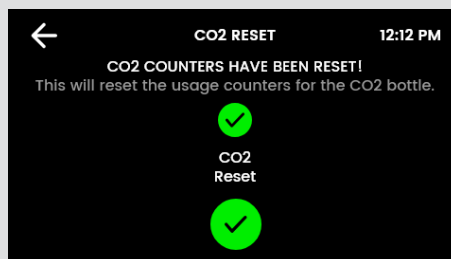 CO2 RESET
12:12 PM
CO2 COUNTERS HAVE BEEN RESET!
This will reset the usage counters for the CO2 bottle.
CO2
Reset